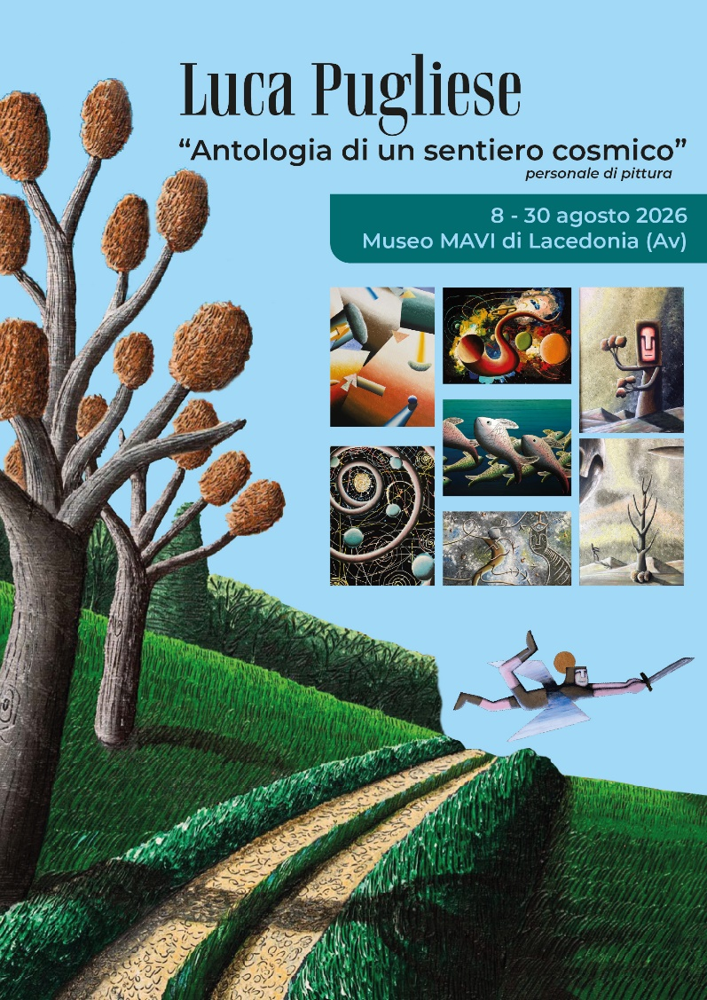 Luca Pugliese
“Antologia di un sentiero cosmico”
personale di pittura
8 - 30 agosto 2026
Museo MAVI di Lacedonia (Av)